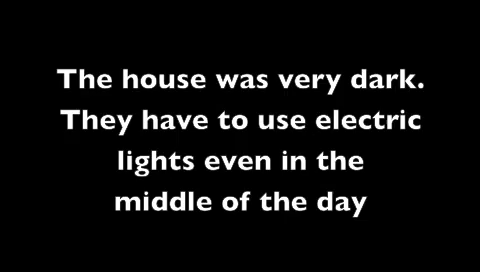 The house was very dark.
They have to use electric
lights even in the
middle of the day